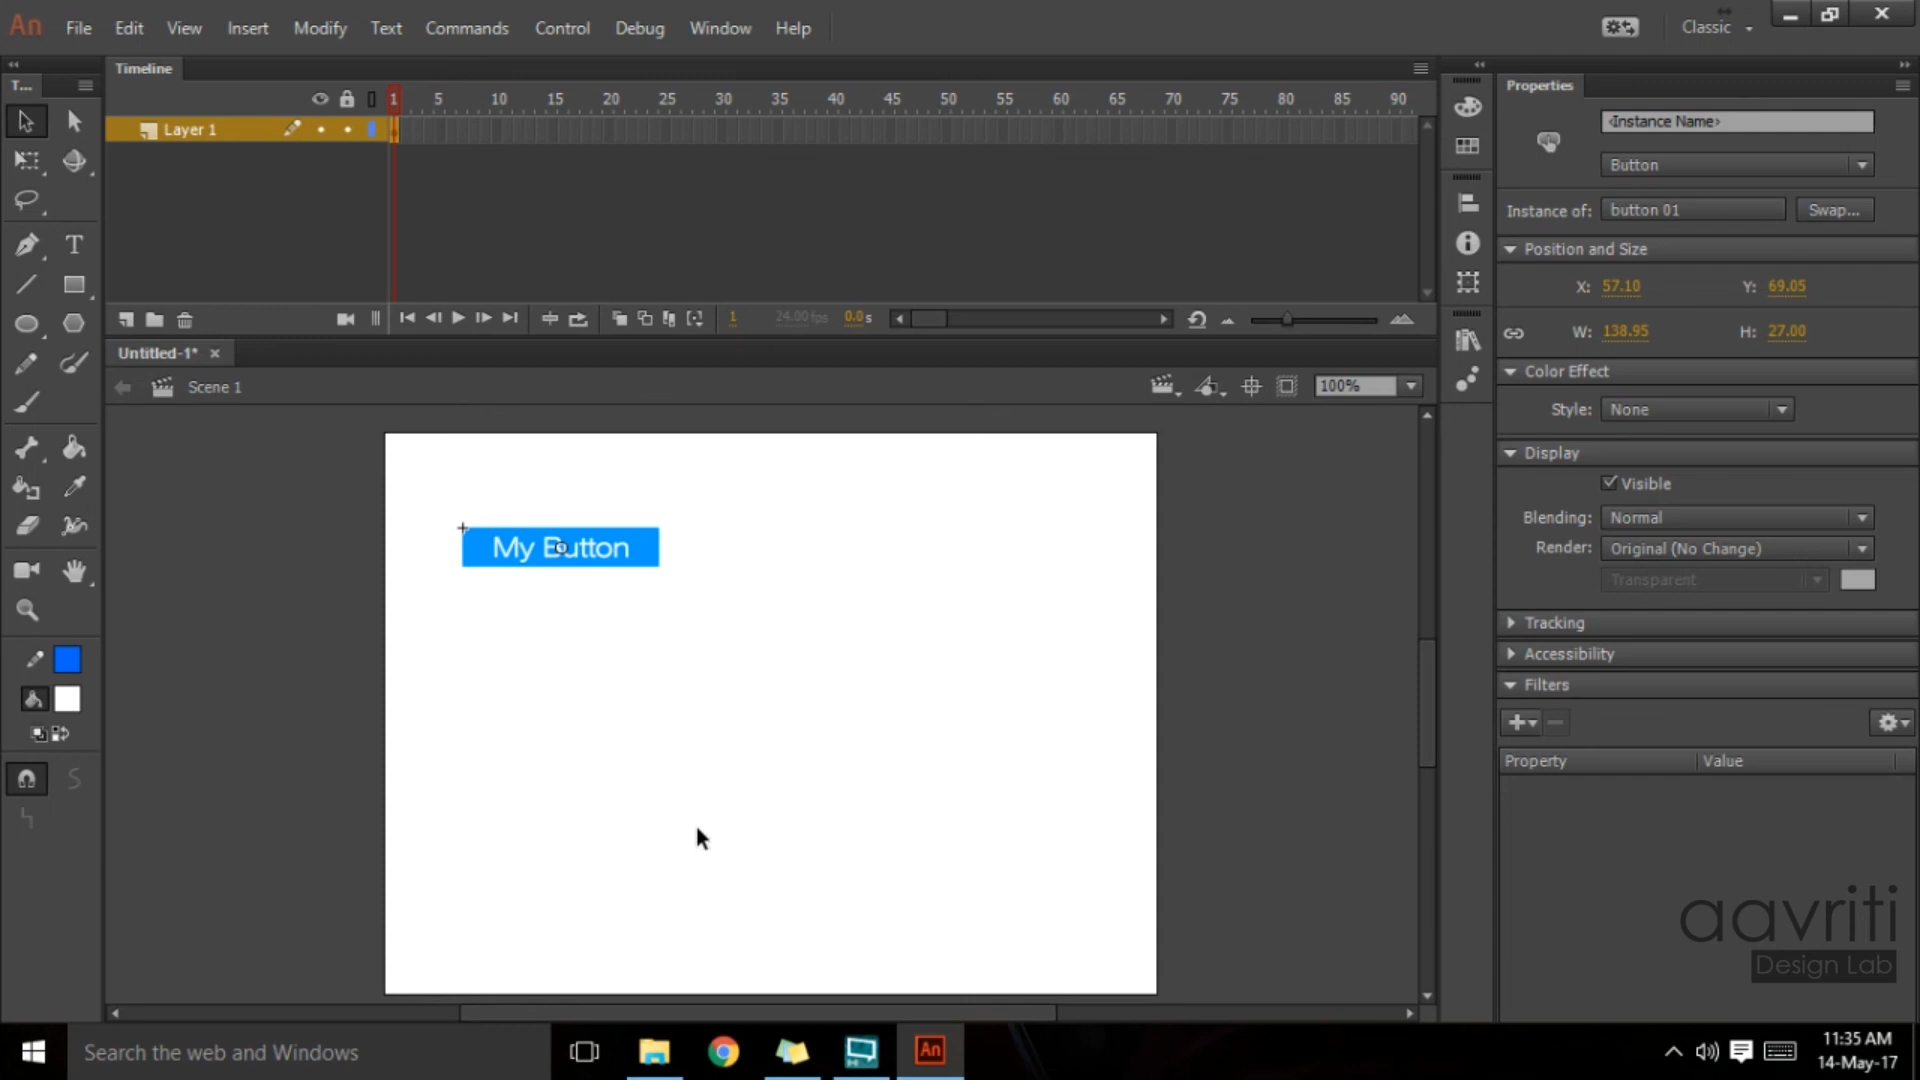 An File Edit View Insert Modify Text Commands Control Debug Window Help Classic
Timeline
T...
Properties
1 5 10 15 20 25 30 35 40 45 50 55 60 65 70 75 80 85 90
<Instance Name>
Layer 1
Button
Instance of: button 01 Swap...
Position and Size
X: 57.10 Y: 69.05
1 24.00 fps 0.0 s
W: 138.95 H: 27.00
Untitled-1* ×
Color Effect
Scene 1
100%
Style: None
Display
Visible
Blending: Normal
My Button
Render: Original (No Change)
Transparent
Tracking
Accessibility
Filters
Property Value
aavriti
Design Lab
Search the web and Windows
An
11:35 AM
14-May-17